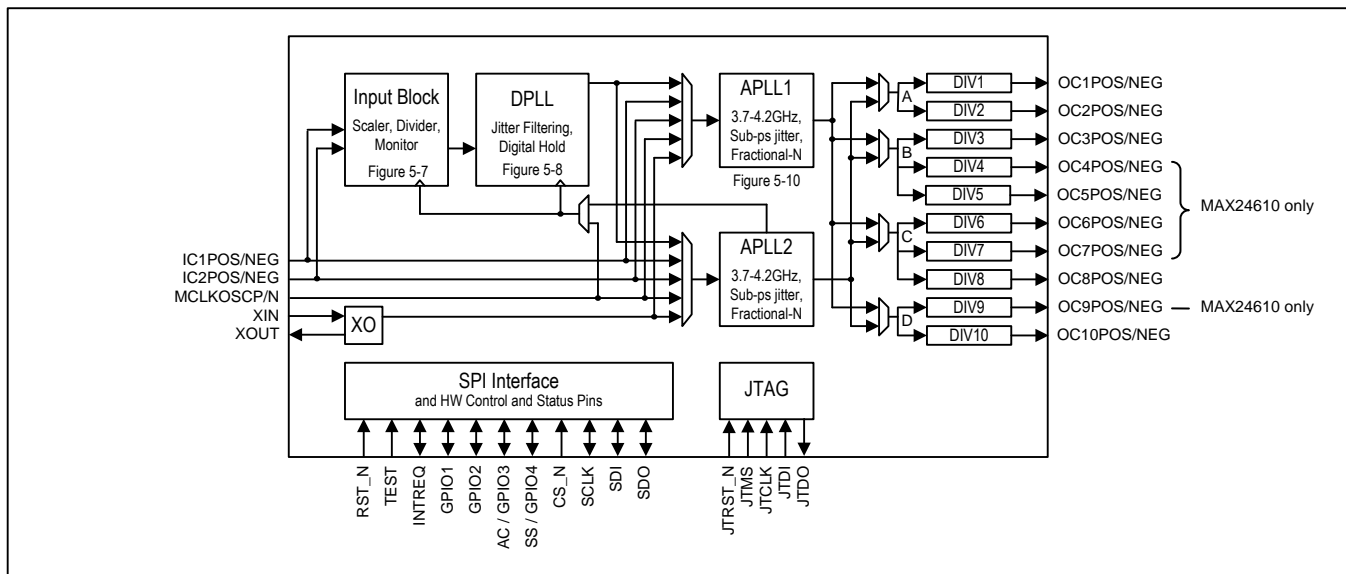 Input Block
Scaler, Divider,
Monitor
Figure 5-7
DPLL
Jitter Filtering,
Digital Hold
Figure 5-8
APLL1
3.7-4.2GHz,
Sub-ps jitter,
Fractional-N
Figure 5-10
APLL2
3.7-4.2GHz,
Sub-ps jitter,
Fractional-N
A
B
C
D
DIV1
DIV2
DIV3
DIV4
DIV5
DIV6
DIV7
DIV8
DIV9
DIV10
OC1POS/NEG
OC2POS/NEG
OC3POS/NEG
OC4POS/NEG
OC5POS/NEG
OC6POS/NEG
OC7POS/NEG
OC8POS/NEG
OC9POS/NEG
OC10POS/NEG
MAX24610 only
MAX24610 only
IC1POS/NEG
IC2POS/NEG
MCLKOSCP/N
XIN
XOUT
XO
SPI Interface
and HW Control and Status Pins
JTAG
RST_N
TEST
INTREQ
GPIO1
GPIO2
AC / GPIO3
SS / GPIO4
CS_N
SCLK
SDI
SDO
JTRST_N
JTMS
JTCLK
JTDI
JTDO